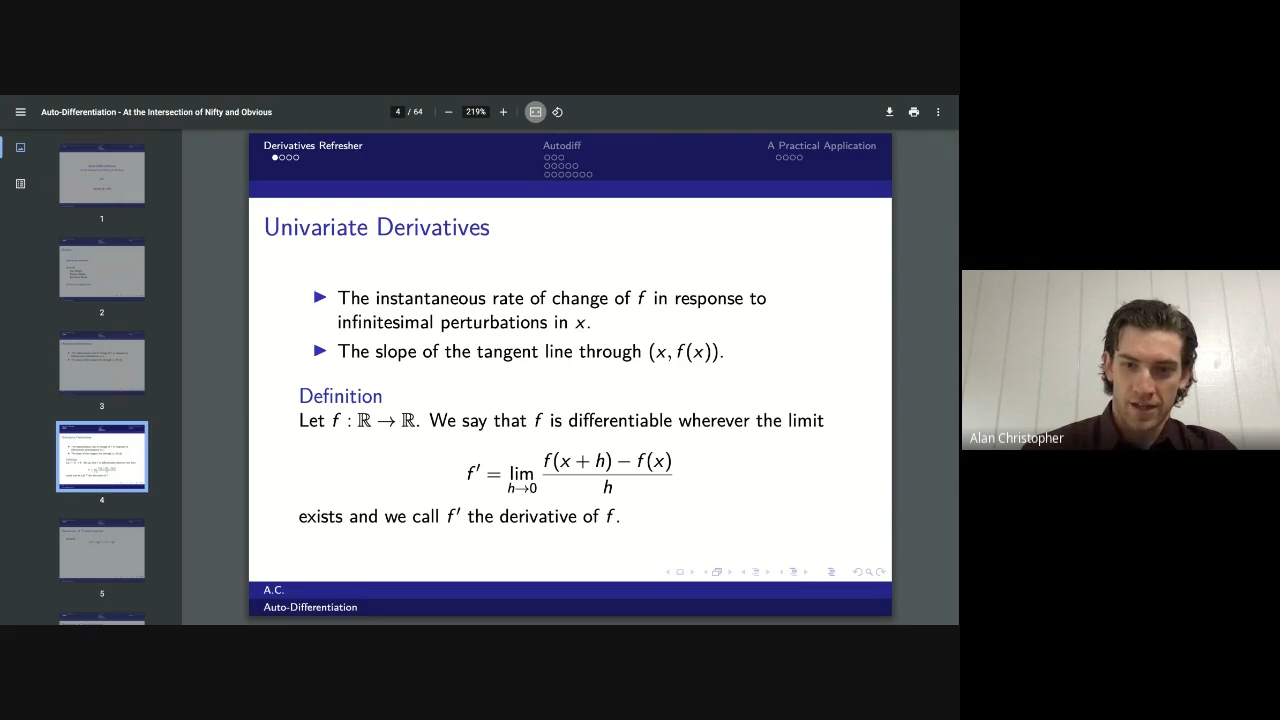 Auto-Differentiation - At the Intersection of Nifty and Obvious
4 / 64
219%
Derivatives Refresher
Autodiff
A Practical Application
Univariate Derivatives
The instantaneous rate of change of f in response to
infinitesimal perturbations in x.
The slope of the tangent line through (x, f(x)).
Definition
Let f : ℝ → ℝ. We say that f is differentiable wherever the limit
f′ = lim h→0 f(x + h) − f(x) / h
exists and we call f′ the derivative of f.
A.C.
Auto-Differentiation
1
2
3
4
5
Alan Christopher